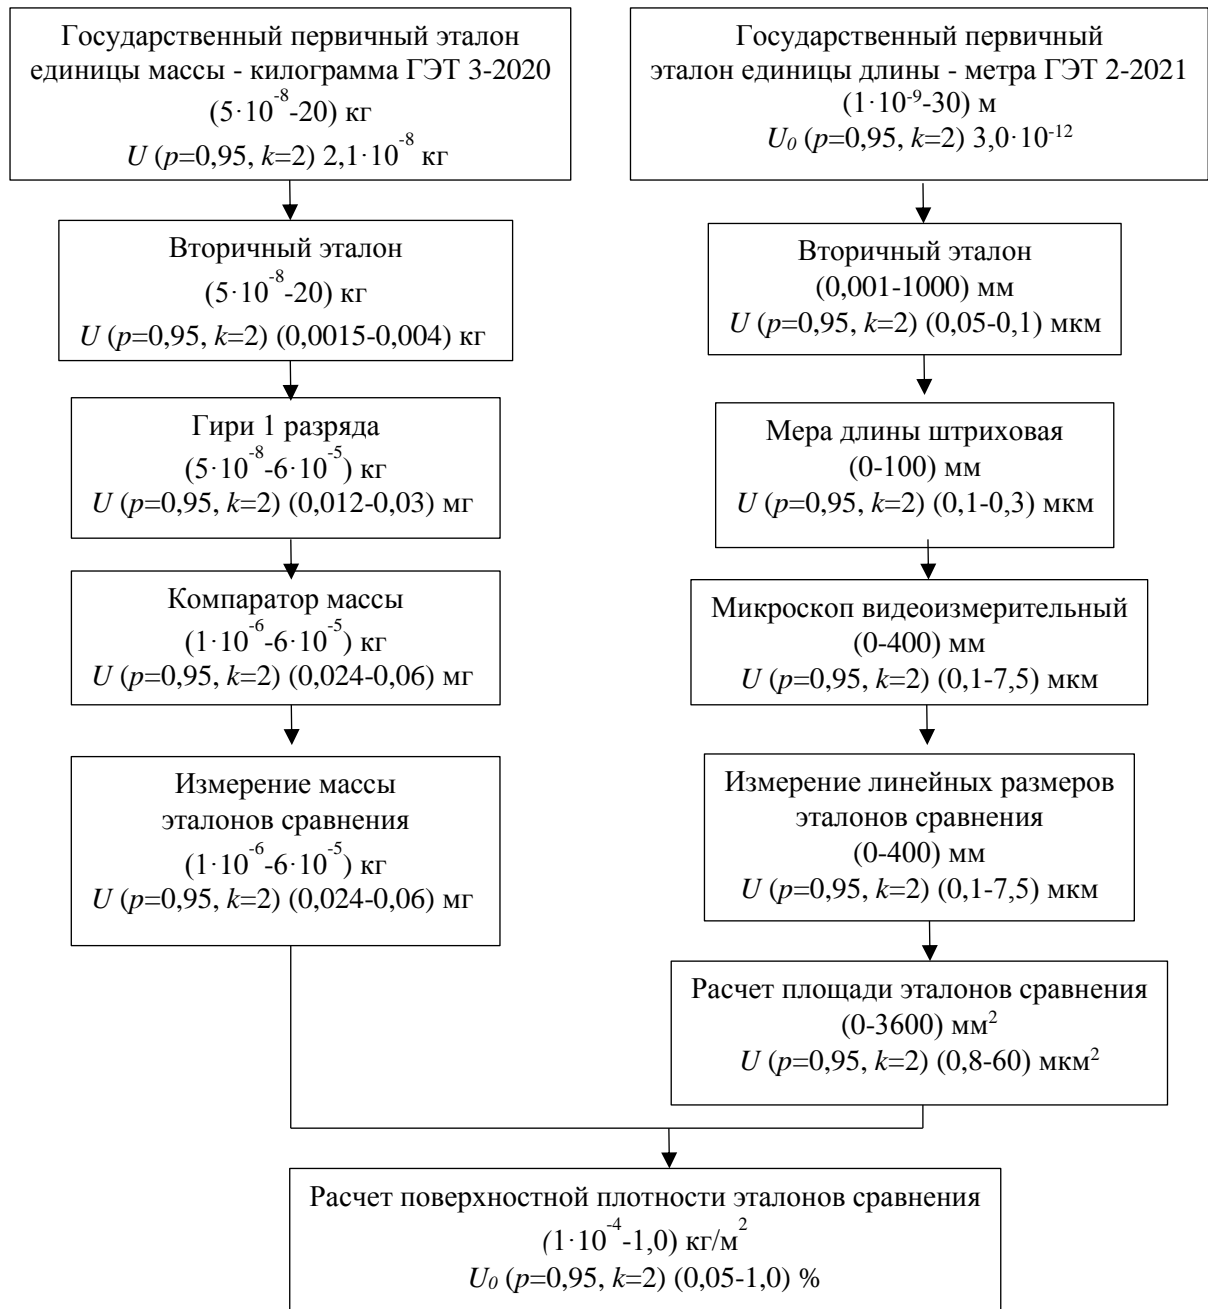 Государственный первичный эталон
единицы массы - килограмма ГЭТ 3-2020
(5·10⁻⁸-20) кг
U (p=0,95, k=2) 2,1·10⁻⁸ кг
Государственный первичный
эталон единицы длины - метра ГЭТ 2-2021
(1·10⁻⁹-30) м
U₀ (p=0,95, k=2) 3,0·10⁻¹²
Вторичный эталон
(5·10⁻⁸-20) кг
U (p=0,95, k=2) (0,0015-0,004) кг
Вторичный эталон
(0,001-1000) мм
U (p=0,95, k=2) (0,05-0,1) мкм
Гири 1 разряда
(5·10⁻⁸-6·10⁻⁵) кг
U (p=0,95, k=2) (0,012-0,03) мг
Мера длины штриховая
(0-100) мм
U (p=0,95, k=2) (0,1-0,3) мкм
Компаратор массы
(1·10⁻⁶-6·10⁻⁵) кг
U (p=0,95, k=2) (0,024-0,06) мг
Микроскоп видеоизмерительный
(0-400) мм
U (p=0,95, k=2) (0,1-7,5) мкм
Измерение массы
эталонов сравнения
(1·10⁻⁶-6·10⁻⁵) кг
U (p=0,95, k=2) (0,024-0,06) мг
Измерение линейных размеров
эталонов сравнения
(0-400) мм
U (p=0,95, k=2) (0,1-7,5) мкм
Расчет площади эталонов сравнения
(0-3600) мм²
U (p=0,95, k=2) (0,8-60) мкм²
Расчет поверхностной плотности эталонов сравнения
(1·10⁻⁴-1,0) кг/м²
U₀ (p=0,95, k=2) (0,05-1,0) %